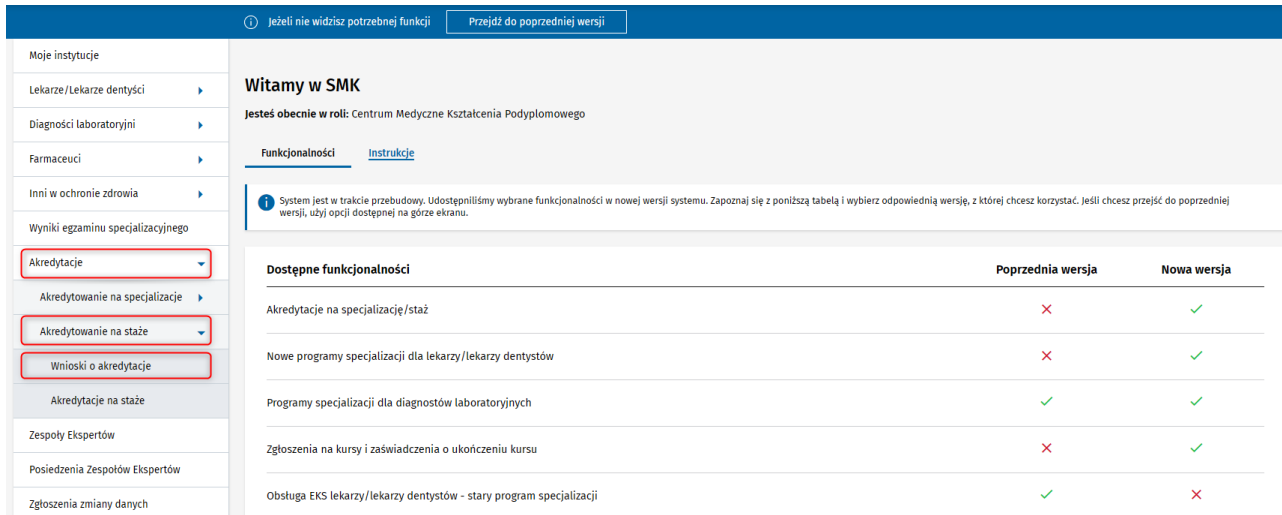 Jeżeli nie widzisz potrzebnej funkcji
Przejdź do poprzedniej wersji
Moje instytucje
Lekarze/Lekarze dentyści
Diagności laboratoryjni
Farmaceuci
Inni w ochronie zdrowia
Wyniki egzaminu specjalizacyjnego
Akredytacje
Akredytowanie na specjalizacje
Akredytowanie na staże
Wnioski o akredytacje
Akredytacje na staże
Zespoły Ekspertów
Posiedzenia Zespołów Ekspertów
Zgłoszenia zmiany danych
Witamy w SMK
Jesteś obecnie w roli: Centrum Medyczne Kształcenia Podyplomowego
Funkcjonalności
Instrukcje
System jest w trakcie przebudowy. Udostępniliśmy wybrane funkcjonalności w nowej wersji systemu. Zapoznaj się z poniższą tabelą i wybierz odpowiednią wersję, z której chcesz korzystać. Jeśli chcesz przejść do poprzedniej
wersji, użyj opcji dostępnej na górze ekranu.
Dostępne funkcjonalności Poprzednia wersja Nowa wersja
Akredytacje na specjalizację/staż
Nowe programy specjalizacji dla lekarzy/lekarzy dentystów
Programy specjalizacji dla diagnostów laboratoryjnych
Zgłoszenia na kursy i zaświadczenia o ukończeniu kursu
Obsługa EKS lekarzy/lekarzy dentystów - stary program specjalizacji